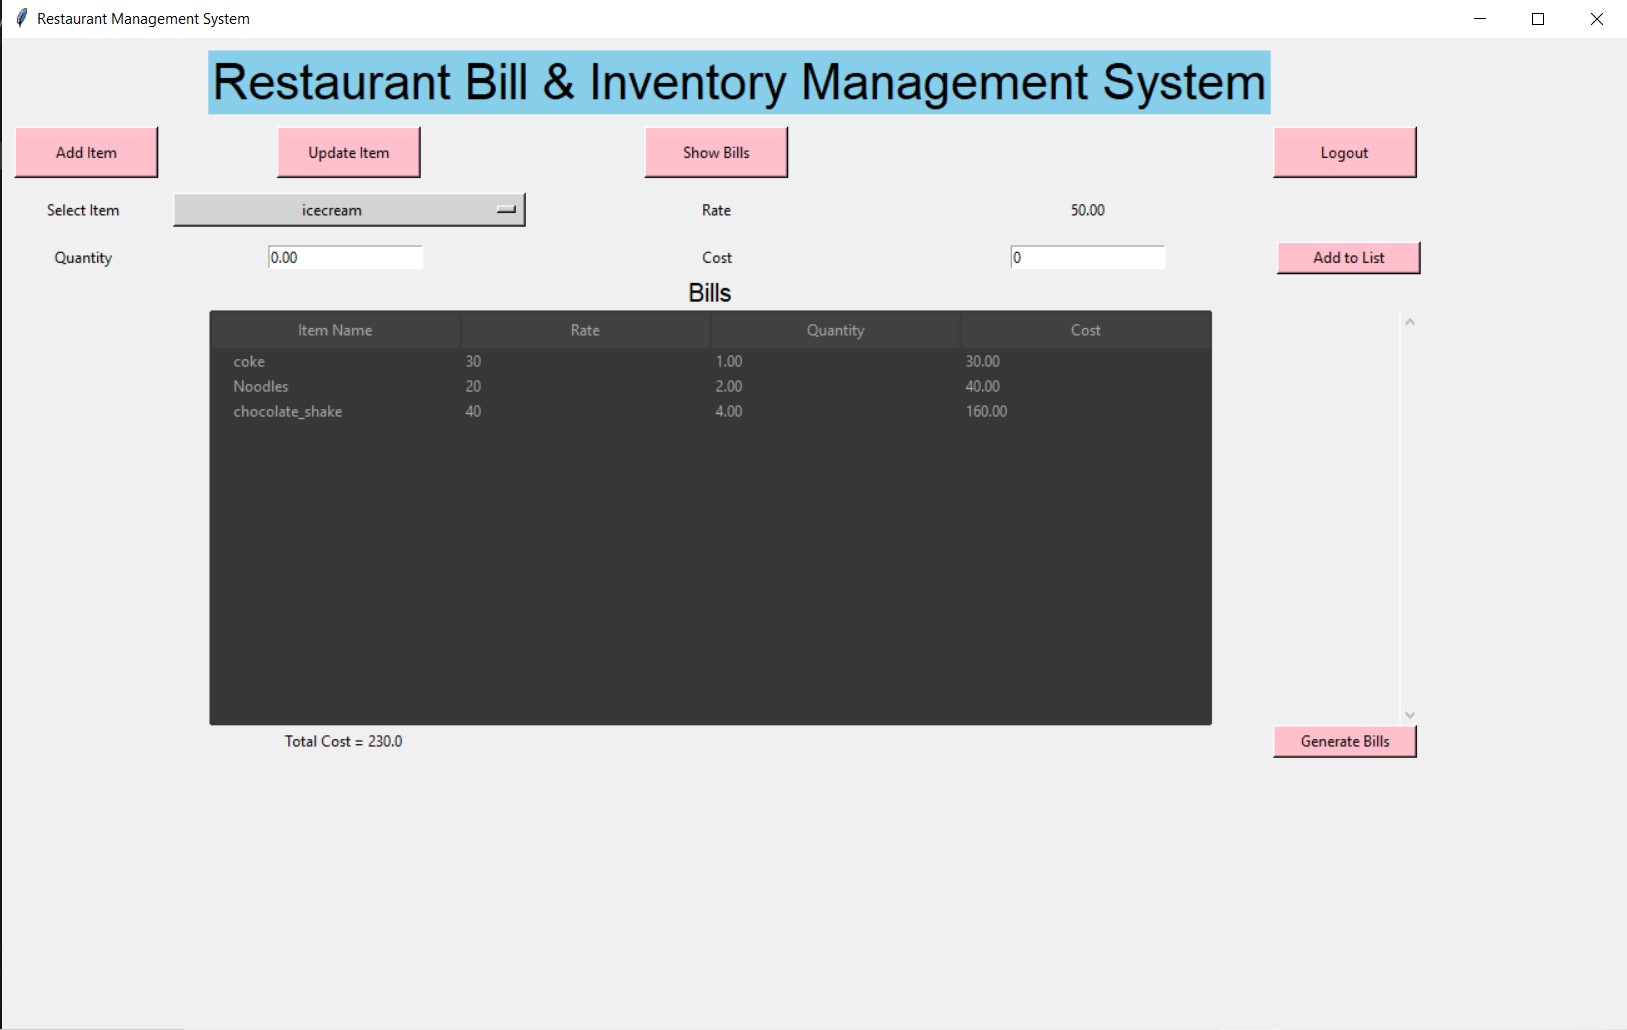 Restaurant Management System
Restaurant Bill & Inventory Management System
Add Item Update Item Show Bills Logout
Select Item icecream Rate 50.00
Quantity 0.00 Cost 0 Add to List
Bills
Item Name Rate Quantity Cost
coke 30 1.00 30.00
Noodles 20 2.00 40.00
chocolate_shake 40 4.00 160.00
Total Cost = 230.0 Generate Bills